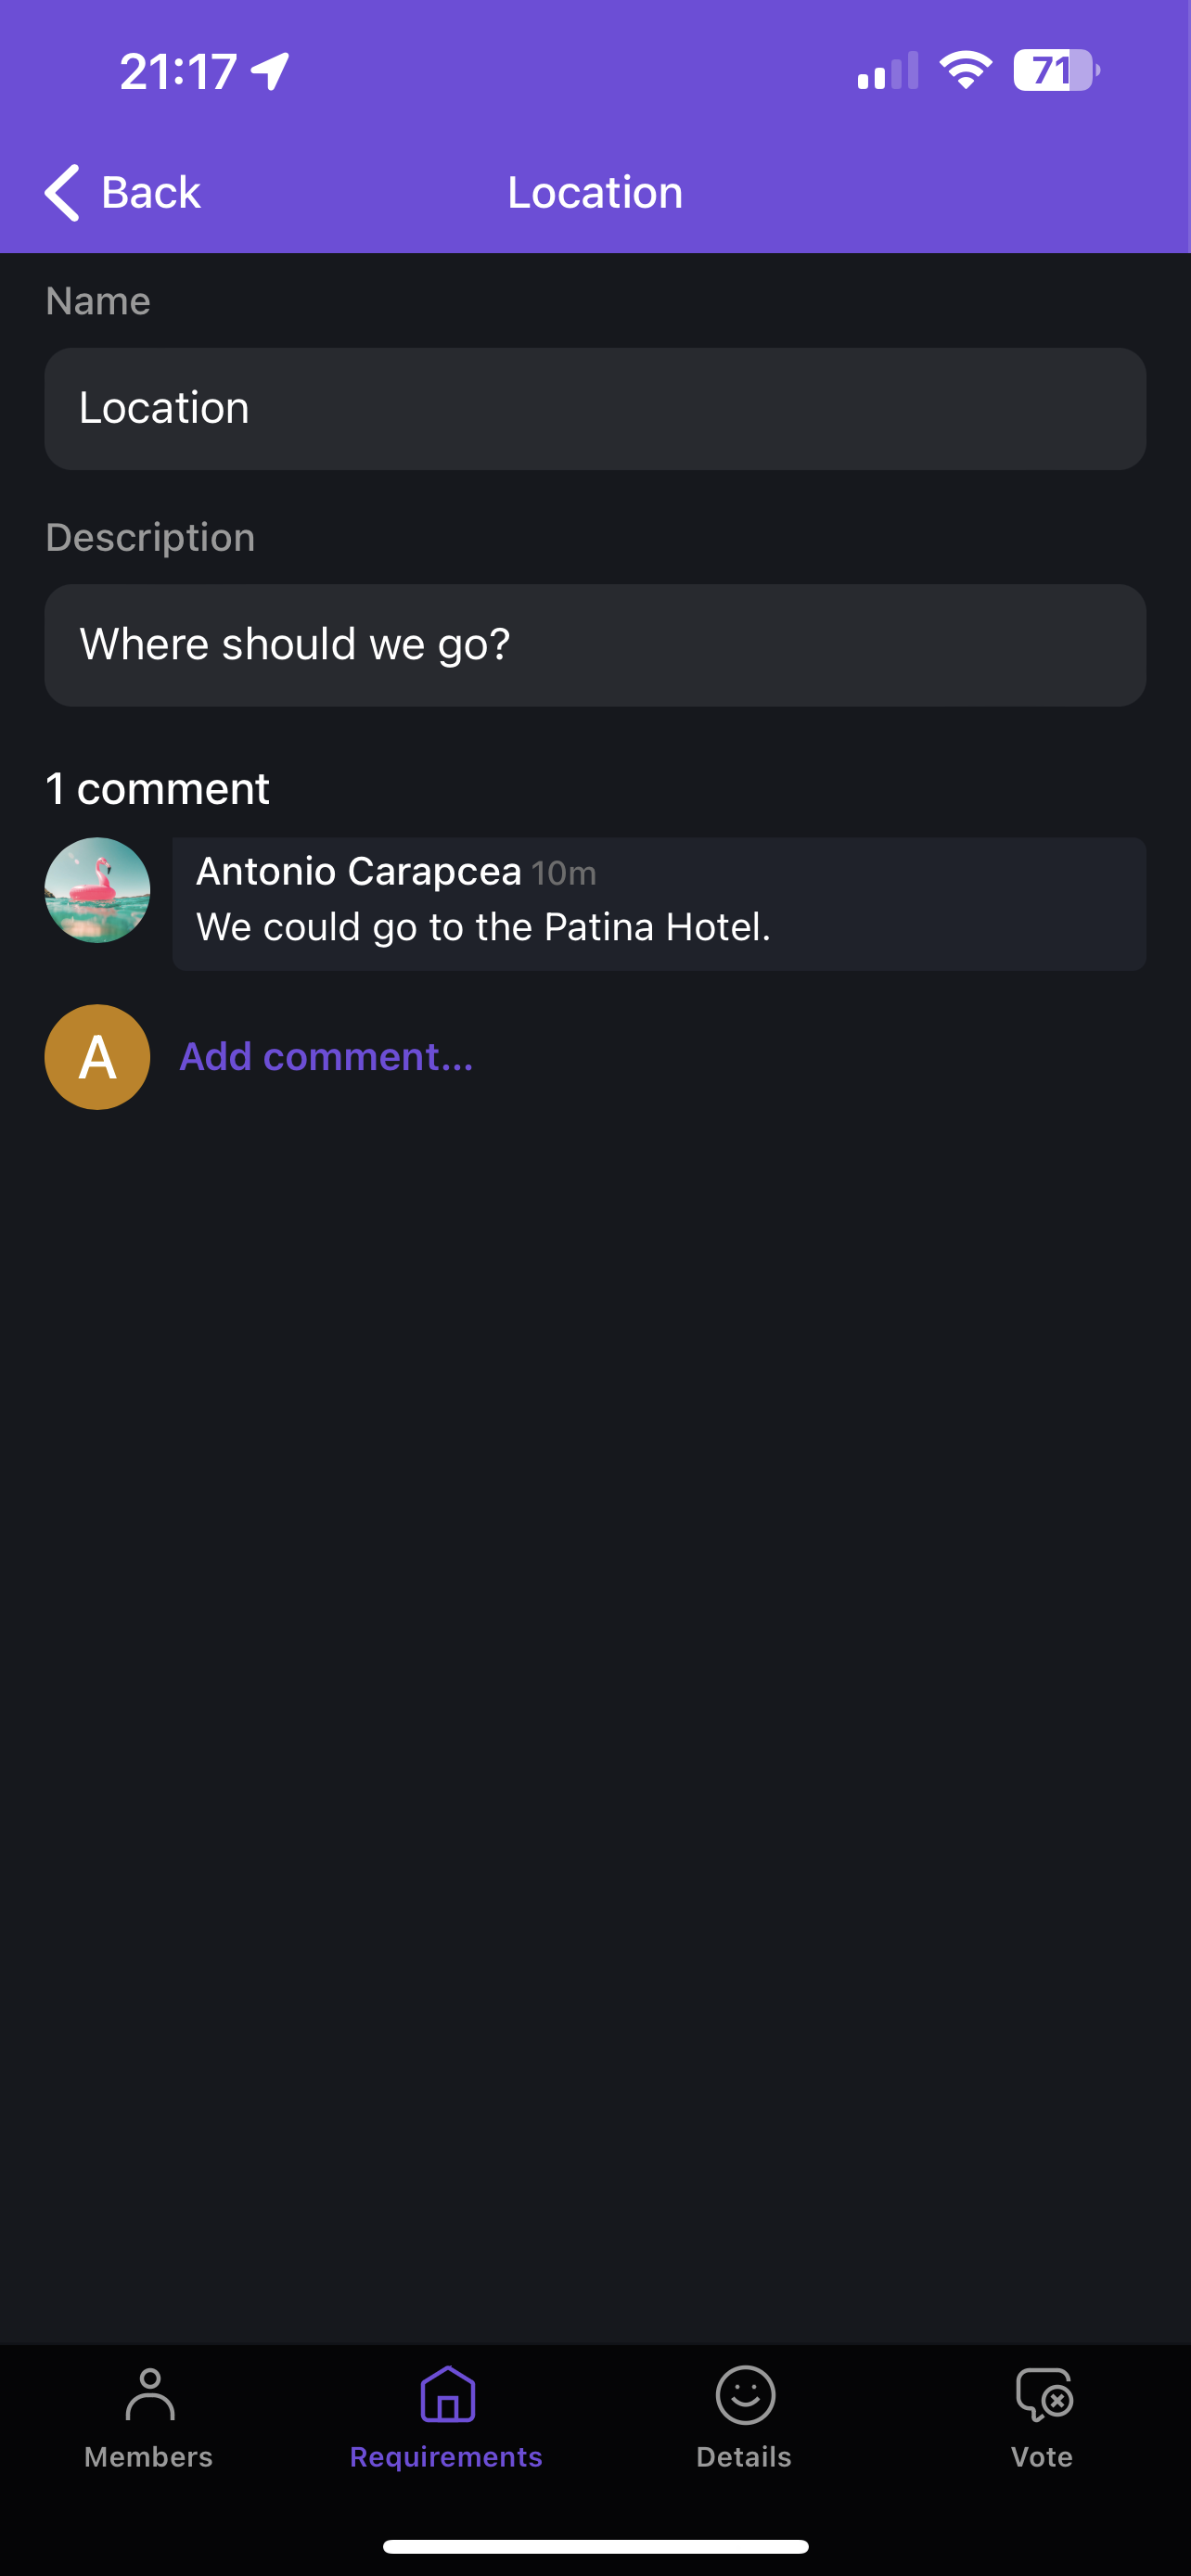 21:17
71
Back
Location
Name
Location
Description
Where should we go?
1 comment
Antonio Carapcea 10m
We could go to the Patina Hotel.
A
Add comment...
Members
Requirements
Details
Vote